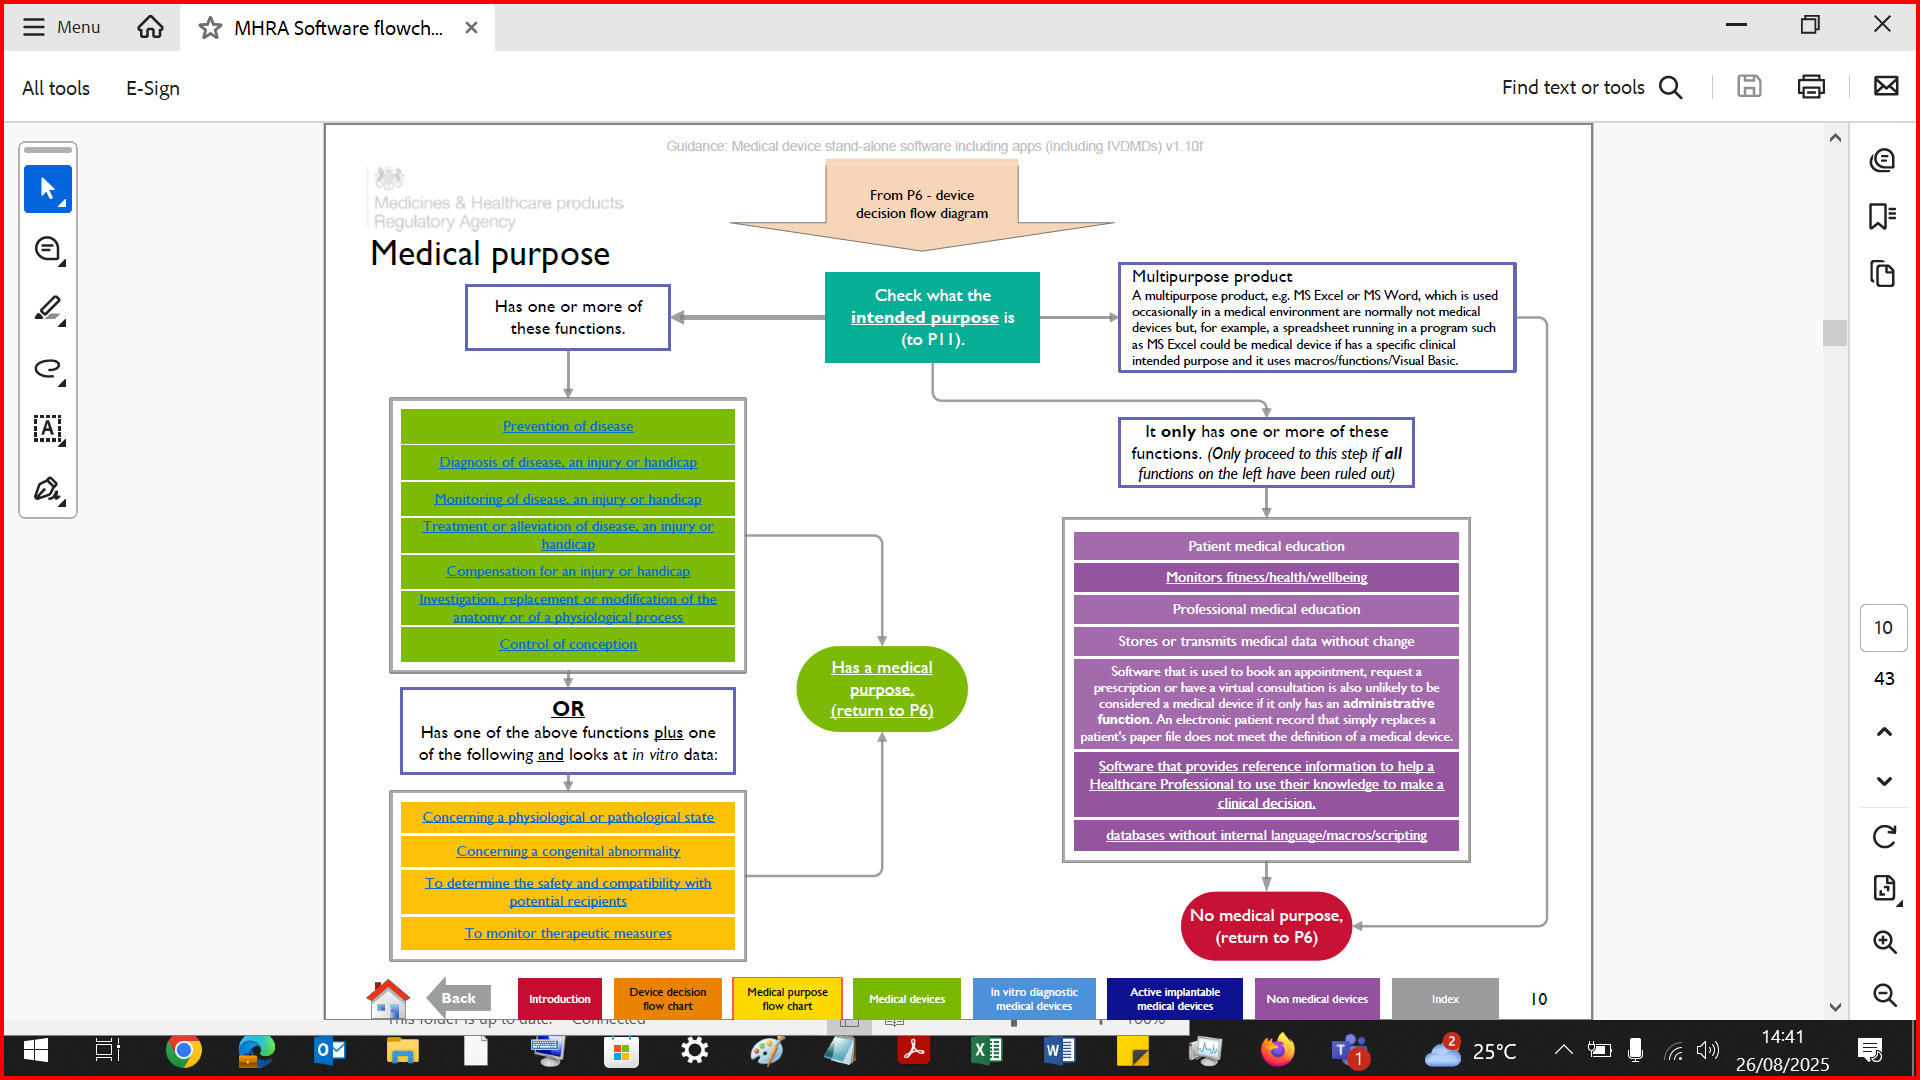 Menu
MHRA Software flowch...
All tools
E-Sign
Find text or tools
Guidance: Medical device stand-alone software including apps (including IVDMDs) v1.10f
Medicines & Healthcare products
Regulatory Agency
From P6 - device
decision flow diagram
Medical purpose
Has one or more of
these functions.
Check what the
intended purpose is
(to P11).
Multipurpose product
A multipurpose product, e.g. MS Excel or MS Word, which is used
occasionally in a medical environment are normally not medical
devices but, for example, a spreadsheet running in a program such
as MS Excel could be medical device if has a specific clinical
intended purpose and it uses macros/functions/Visual Basic.
Prevention of disease
Diagnosis of disease, an injury or handicap
Monitoring of disease, an injury or handicap
Treatment or alleviation of disease, an injury or
handicap
Compensation for an injury or handicap
Investigation, replacement or modification of the
anatomy or of a physiological process
Control of conception
It only has one or more of these
functions. (Only proceed to this step if all
functions on the left have been ruled out)
Patient medical education
Monitors fitness/health/wellbeing
Professional medical education
Stores or transmits medical data without change
Software that is used to book an appointment, request a
prescription or have a virtual consultation is also unlikely to be
considered a medical device if it only has an administrative
function. An electronic patient record that simply replaces a
patient's paper file does not meet the definition of a medical device.
Software that provides reference information to help a
Healthcare Professional to use their knowledge to make a
clinical decision.
databases without internal language/macros/scripting
Has a medical
purpose,
(return to P6)
OR
Has one of the above functions plus one
of the following and looks at in vitro data:
Concerning a physiological or pathological state
Concerning a congenital abnormality
To determine the safety and compatibility with
potential recipients
To monitor therapeutic measures
No medical purpose,
(return to P6)
Back
Introduction
Device decision
flow chart
Medical purpose
flow chart
Medical devices
In vitro diagnostic
medical devices
Active implantable
medical devices
Non medical devices
Index
10
10
43
This folder is up to date.
Connected
100%
2
25°C
1
14:41
26/08/2025